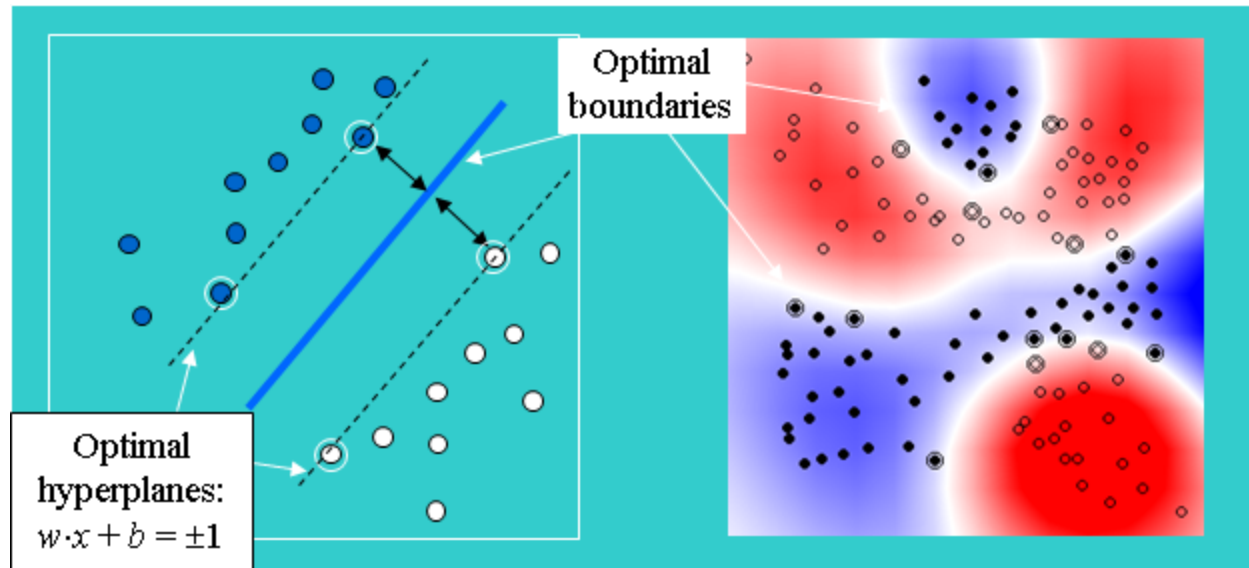 Optimal
boundaries
Optimal
hyperplanes:
w·x + b = ±1